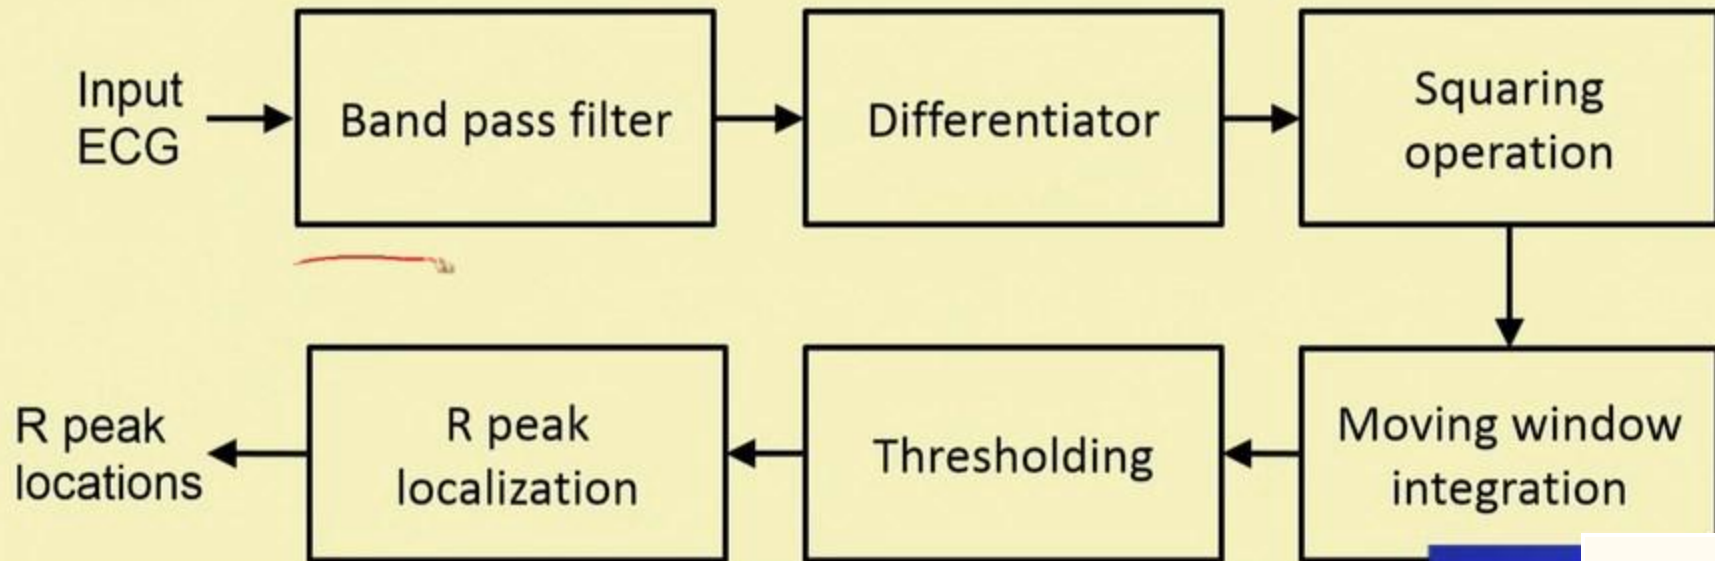 Input
ECG
Band pass filter
Differentiator
Squaring
operation
Moving window
integration
Thresholding
R peak
localization
R peak
locations